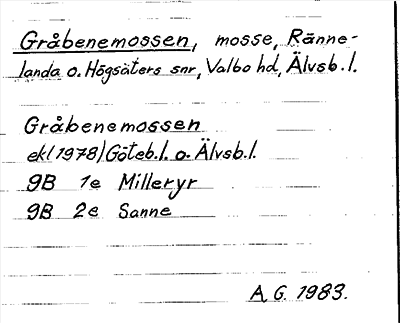 Gråbenemossen, mosse, Ränne-
landa o. Högsäters snr, Valbo hd, Älvsb. l.
Gråbenemossen
ekl (1978) Göteb. l. o. Älvsb. l.
9B 1e Milleryr
9B 2e Sanne
A. G. 1983.